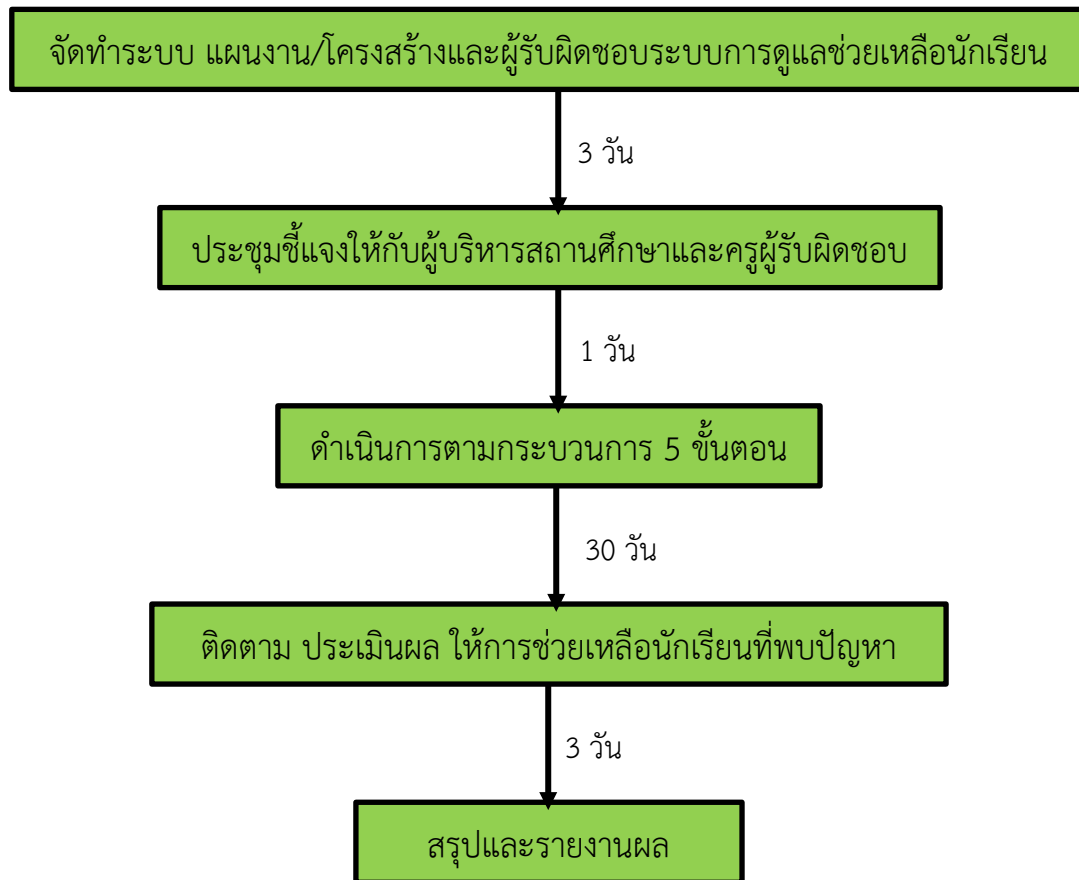 จัดทำระบบ แผนงาน/โครงสร้างและผู้รับผิดชอบระบบการดูแลช่วยเหลือนักเรียน
3 วัน
ประชุมชี้แจงให้กับผู้บริหารสถานศึกษาและครูผู้รับผิดชอบ
1 วัน
ดำเนินการตามกระบวนการ 5 ขั้นตอน
30 วัน
ติดตาม ประเมินผล ให้การช่วยเหลือนักเรียนที่พบปัญหา
3 วัน
สรุปและรายงานผล